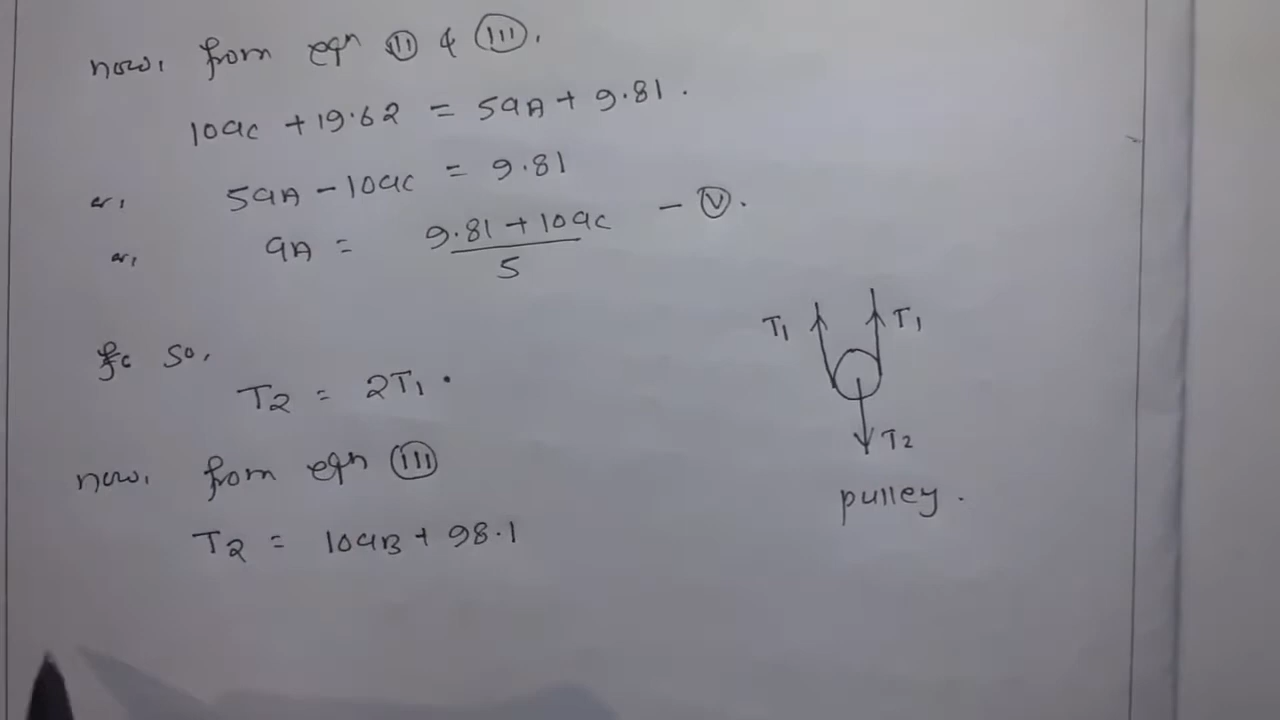 now, from eqn (II) & (III),
10ac + 19.62 = 5aA + 9.81.
or, 5aA - 10ac = 9.81
or, aA = (9.81 + 10ac)/5 - (V).
T1 T1
so,
T2 = 2T1.
T2
now, from eqn (III)
pulley.
T2 = 10aB + 98.1